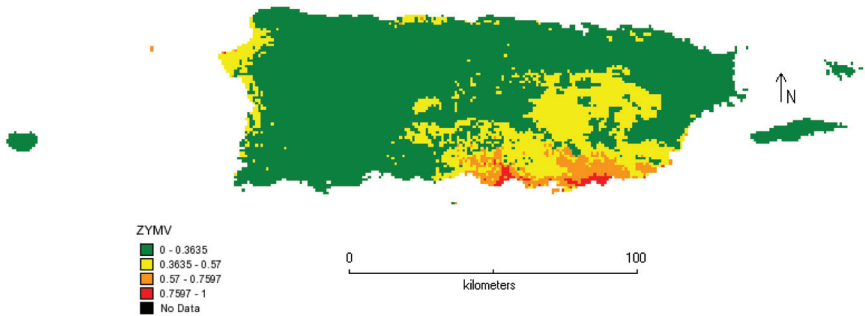 N
ZYMV
0 - 0.3635
0.3635 - 0.57
0.57 - 0.7597
0.7597 - 1
No Data
0 100
kilometers